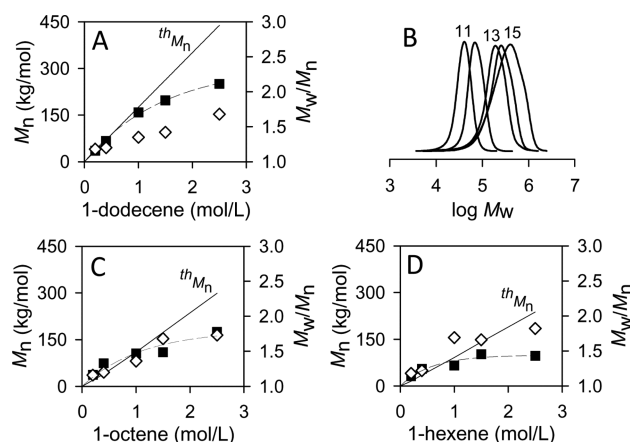 A
450
300
150
0
Mn (kg/mol)
thMn
3.0
2.5
2.0
1.5
1.0
Mw/Mn
0 1 2 3
1-dodecene (mol/L)
B
11 13 15
3 4 5 6 7
log Mw
C
450
300
150
0
Mn (kg/mol)
thMn
3.0
2.5
2.0
1.5
1.0
Mw/Mn
0 1 2 3
1-octene (mol/L)
D
450
300
150
0
Mn (kg/mol)
thMn
3.0
2.5
2.0
1.5
1.0
Mw/Mn
0 1 2 3
1-hexene (mol/L)